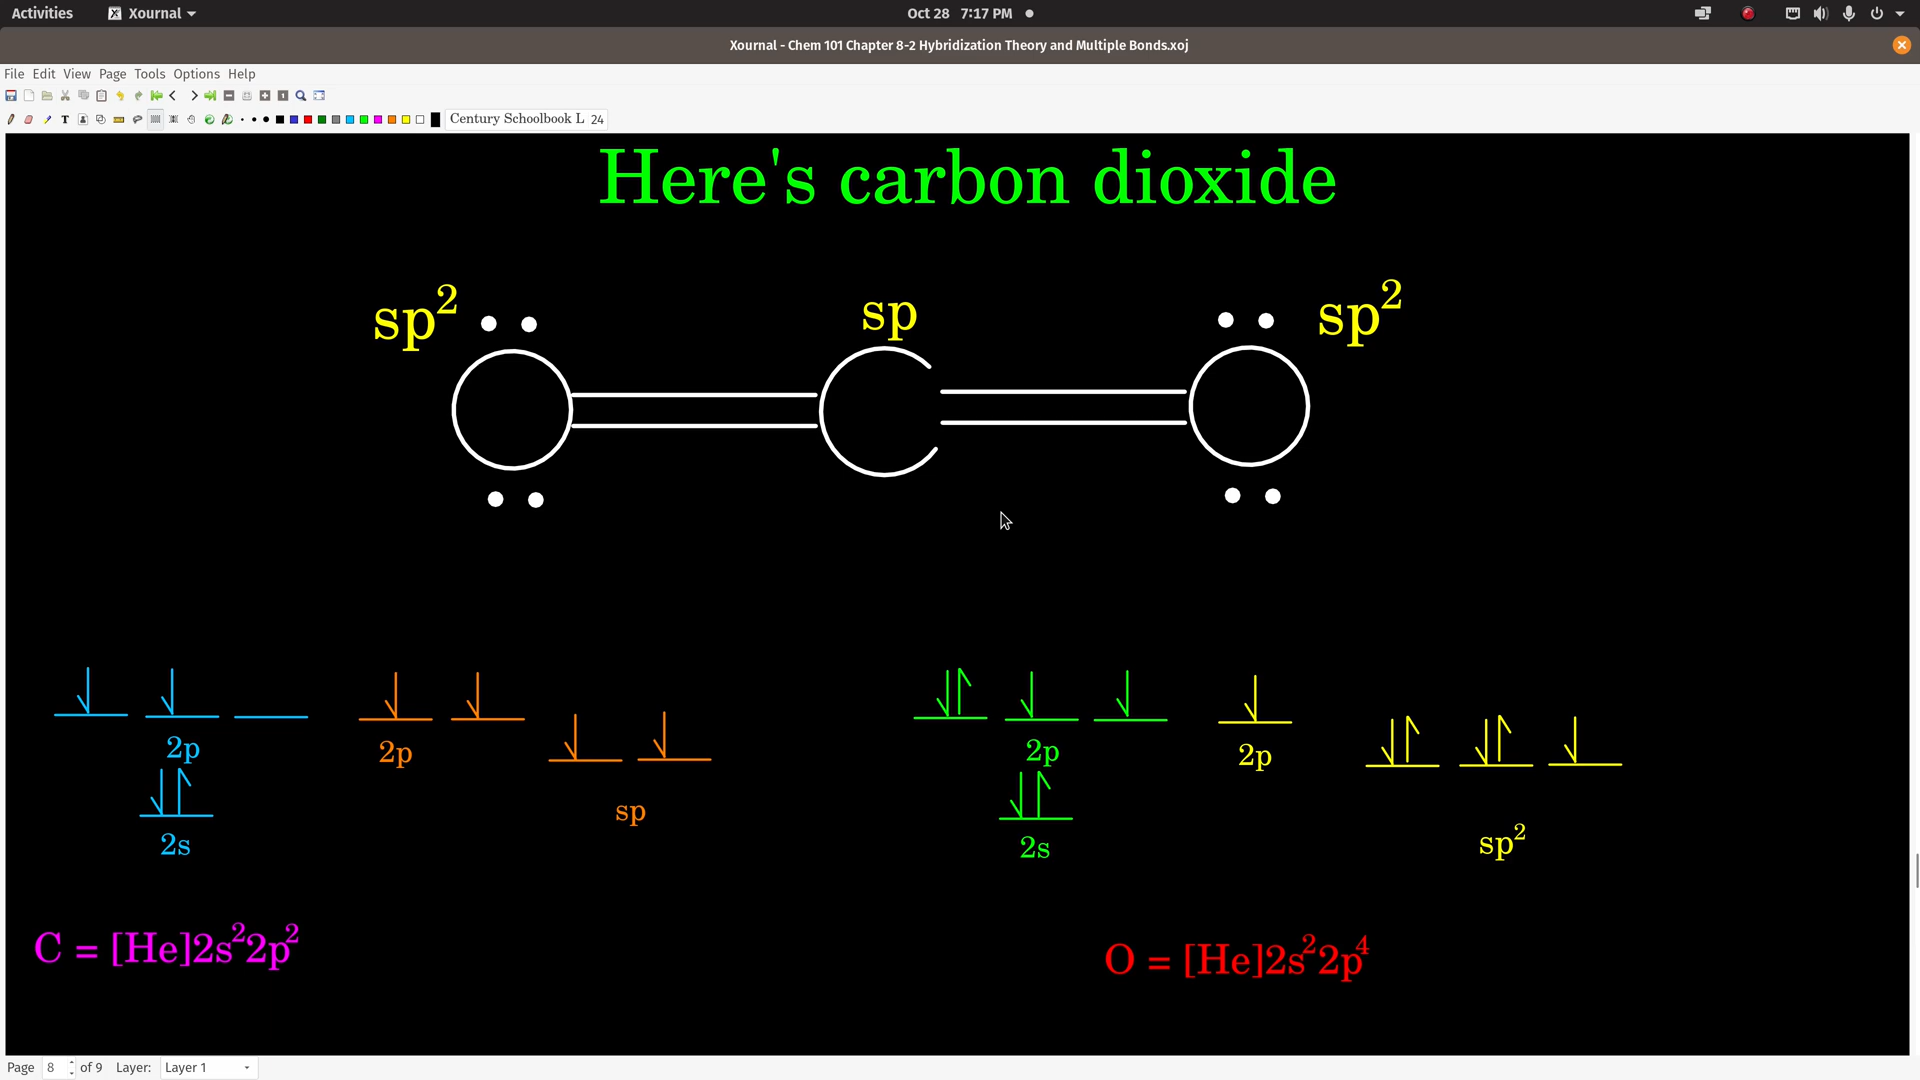 Activities Xournal Oct 28 7:17 PM
Xournal - Chem 101 Chapter 8-2 Hybridization Theory and Multiple Bonds.xoj
File Edit View Page Tools Options Help
Century Schoolbook L 24
Here's carbon dioxide
sp² sp sp²
O C O
2p 2p 2p 2p
sp
2s 2s sp²
C = [He]2s²2p²
O = [He]2s²2p⁴
Page 8 of 9 Layer: Layer 1